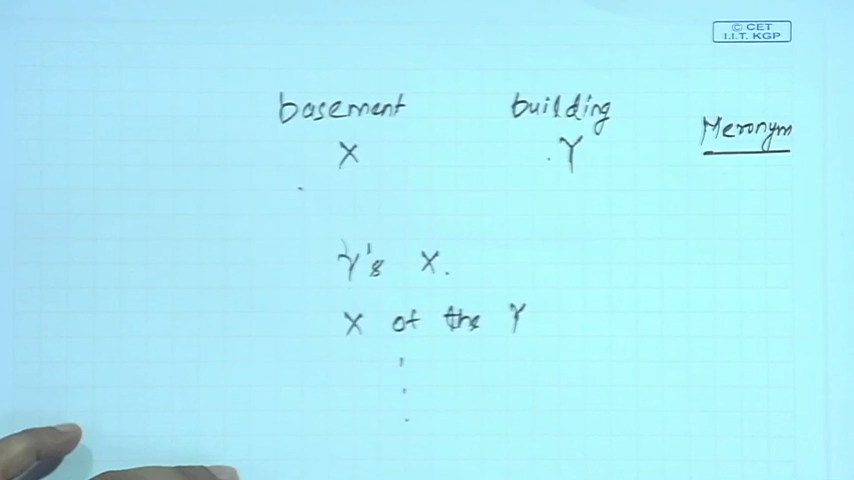 © CET
I.I.T. KGP
basement building
Meronym
X Y
Y's X.
X of the Y